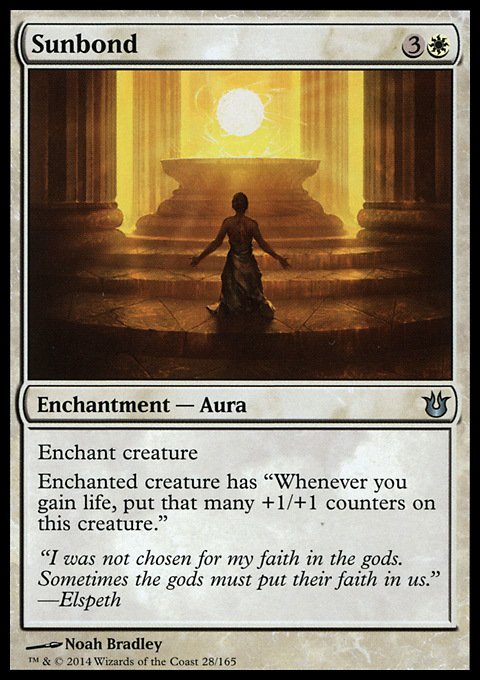 Sunbond 3
Enchantment — Aura
Enchant creature
Enchanted creature has “Whenever you
gain life, put that many +1/+1 counters on
this creature.”
“I was not chosen for my faith in the gods.
Sometimes the gods must put their faith in us.”
—Elspeth
Noah Bradley
™ & © 2014 Wizards of the Coast 28/165